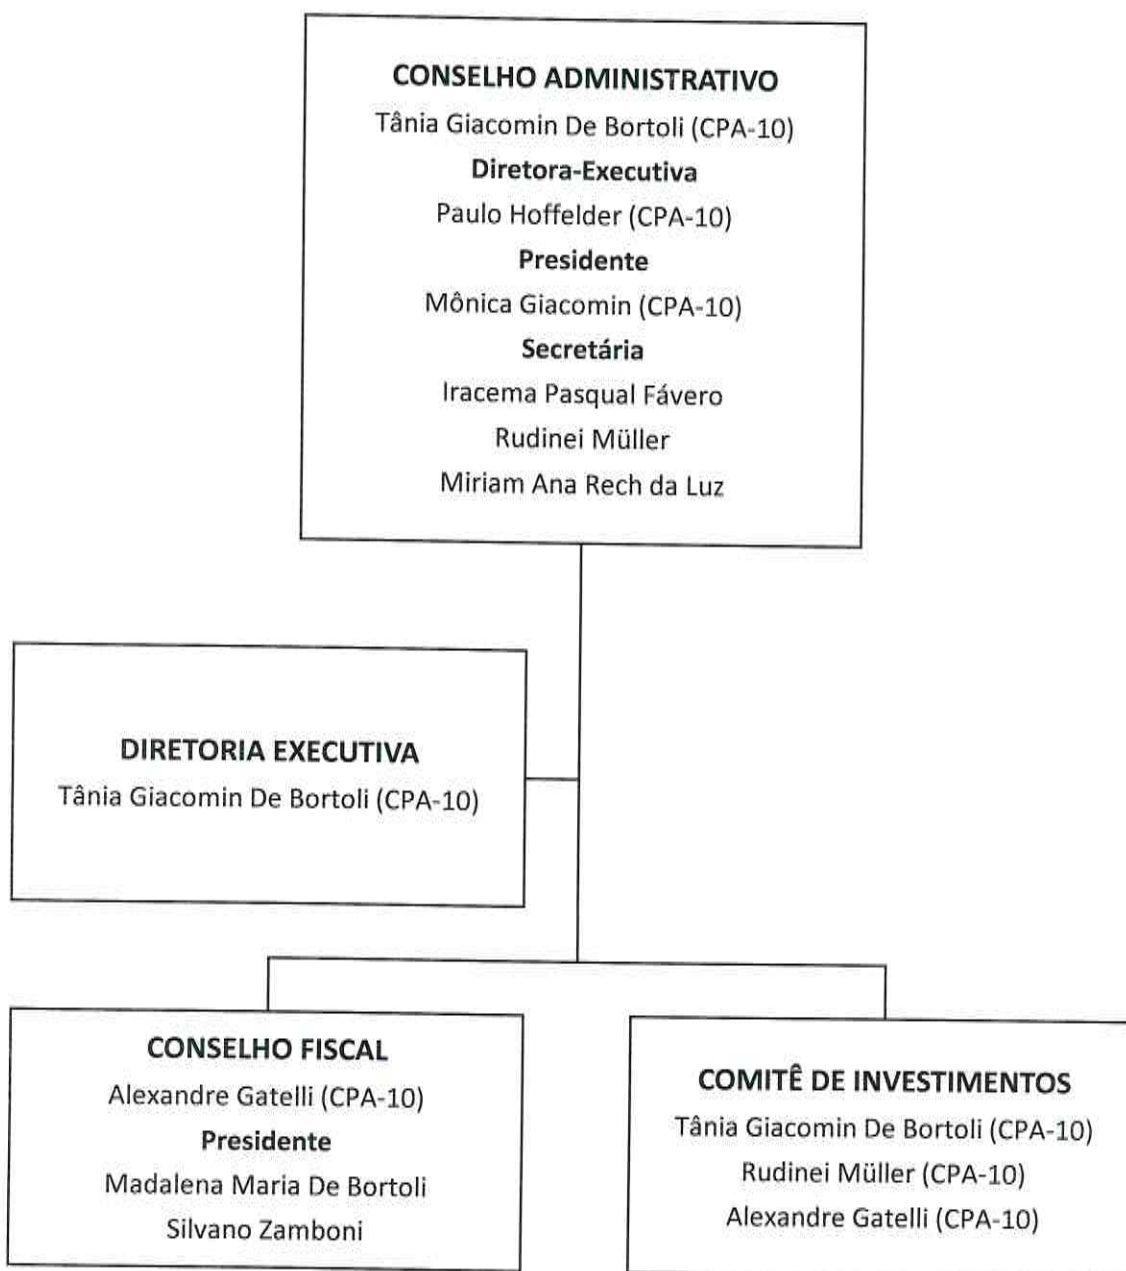 CONSELHO ADMINISTRATIVO
Tânia Giacomin De Bortoli (CPA-10)
Diretora-Executiva
Paulo Hoffelder (CPA-10)
Presidente
Mônica Giacomin (CPA-10)
Secretária
Iracema Pasqual Fávero
Rudinei Müller
Miriam Ana Rech da Luz
DIRETORIA EXECUTIVA
Tânia Giacomin De Bortoli (CPA-10)
CONSELHO FISCAL
Alexandre Gatelli (CPA-10)
Presidente
Madalena Maria De Bortoli
Silvano Zamboni
COMITÊ DE INVESTIMENTOS
Tânia Giacomin De Bortoli (CPA-10)
Rudinei Müller (CPA-10)
Alexandre Gatelli (CPA-10)